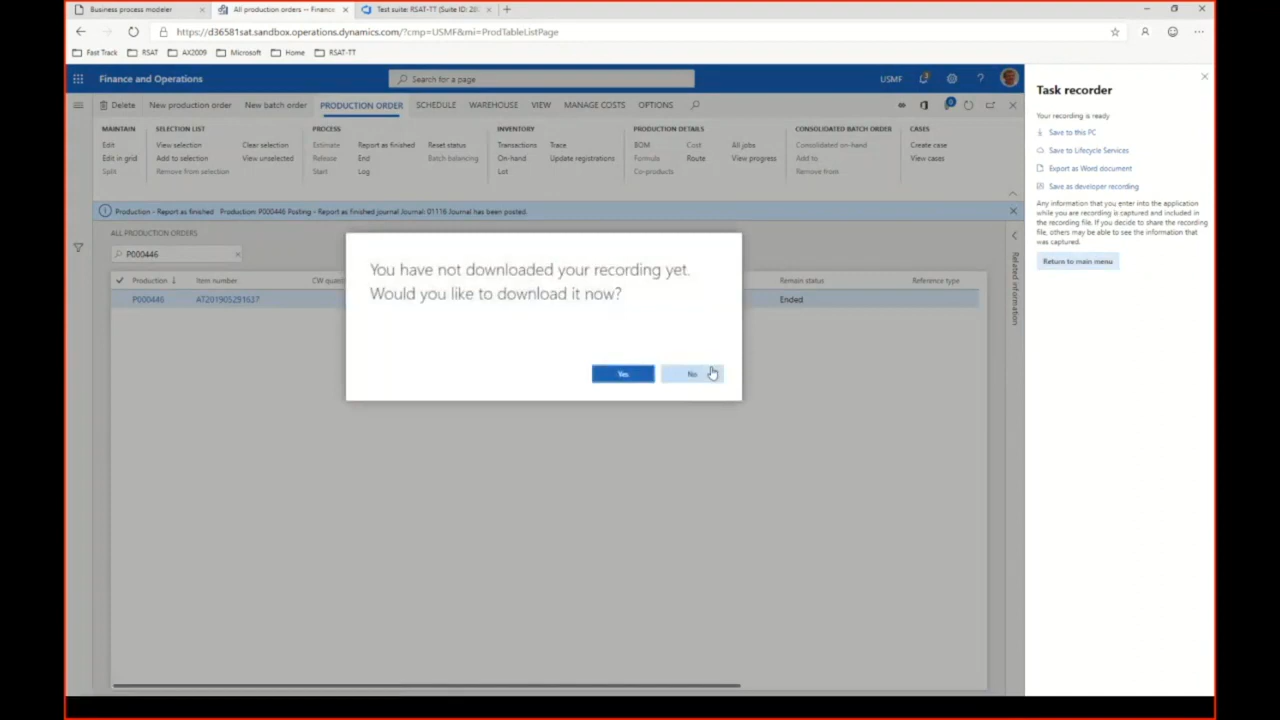 Business process modeler
All production orders -- Finance
Test suite: RSAT-TT (Suite ID:
https://d36581sat.sandbox.operations.dynamics.com/?cmp=USMF&mi=ProdTableListPage
Fast Track RSAT AX2009 Microsoft Home RSAT-TT
Finance and Operations
Search for a page
USMF
Delete New production order New batch order PRODUCTION ORDER SCHEDULE WAREHOUSE VIEW MANAGE COSTS OPTIONS
MAINTAIN
Edit
Edit in grid
Split
SELECTION LIST
View selection Clear selection
Add to selection View unselected
Remove from selection
PROCESS
Estimate Report as finished Reset status
Release End Batch balancing
Start Log
INVENTORY
Transactions Trace
On-hand Update registrations
Lot
PRODUCTION DETAILS
BOM Cost All jobs
Formula Route View progress
Co-products
CONSOLIDATED BATCH ORDER
Consolidated on-hand
Add to
Remove from
CASES
Create case
View cases
Production - Report as finished Production: P000446 Posting - Report as finished journal Journal: 01116 Journal has been posted.
ALL PRODUCTION ORDERS
P000446
Production Item number CW quant Remain status Reference type
P000446 AT201905291637 Ended
Related information
You have not downloaded your recording yet.
Would you like to download it now?
Yes No
Task recorder
Your recording is ready
Save to this PC
Save to Lifecycle Services
Export as Word document
Save as developer recording
Any information that you enter into the application
while you are recording is captured and included in
the recording file. If you decide to share the recording
file, others may be able to see the information that
was captured.
Return to main menu